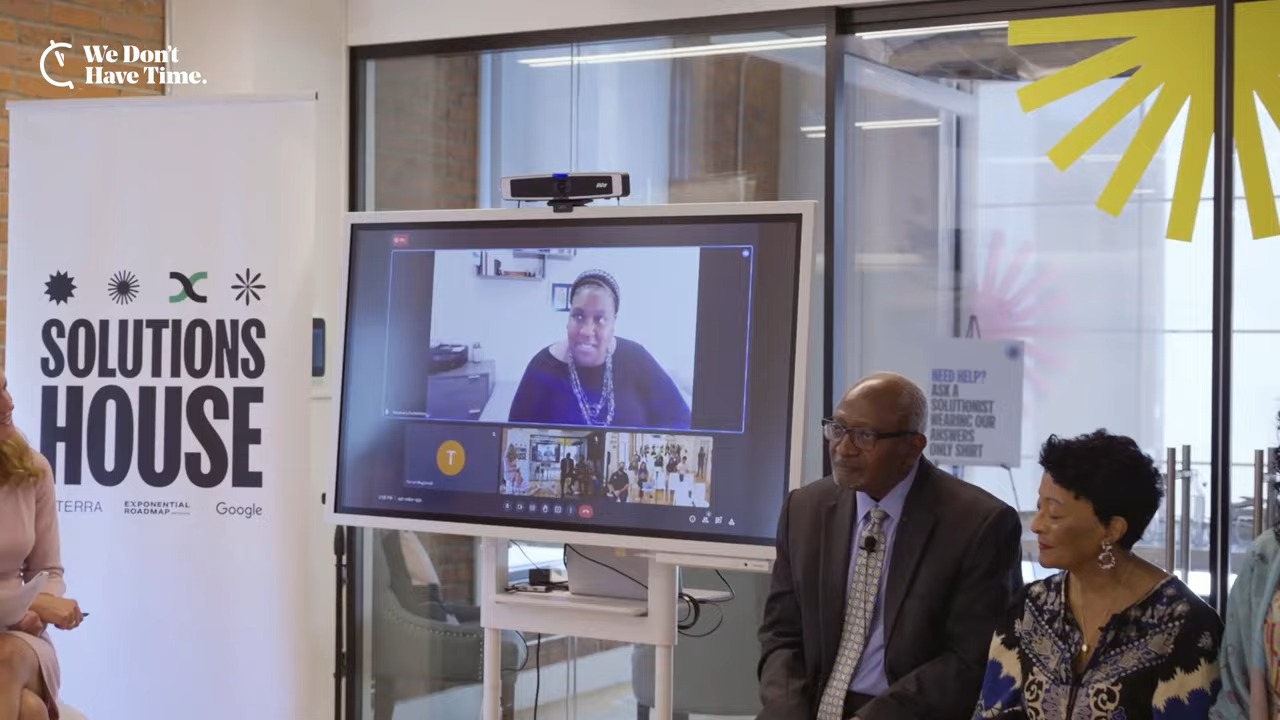 We Don't
Have Time.
SOLUTIONS
HOUSE
TERRA
EXPONENTIAL
ROADMAP
Google
T
NEED HELP?
ASK A
SOLUTIONIST
WEARING OUR
ANSWERS
ONLY SHIRT